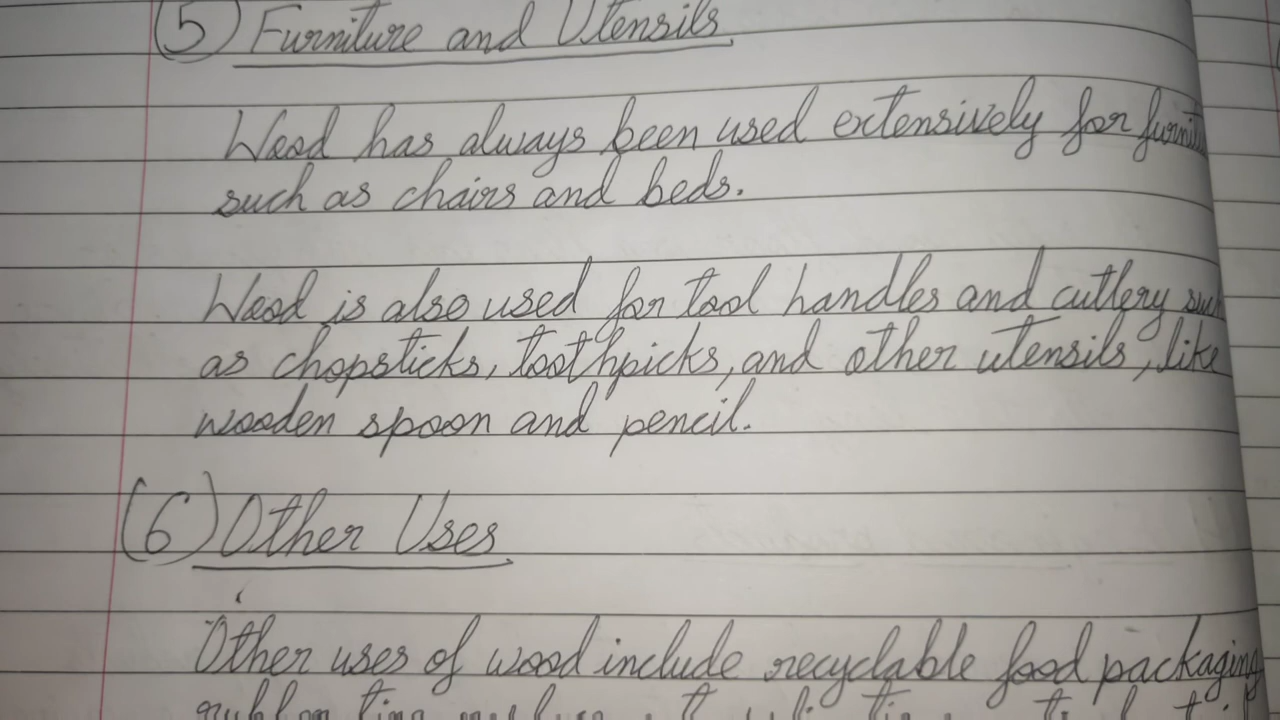 (5) Furniture and Utensils
Wood has always been used extensively for
such as chairs and beds.
Wood is also used for tool handles and cutlery such
as chopsticks, toothpicks, and other utensils, like
wooden spoon and pencil.
(6) Other Uses
Other uses of wood include recyclable food packaging,